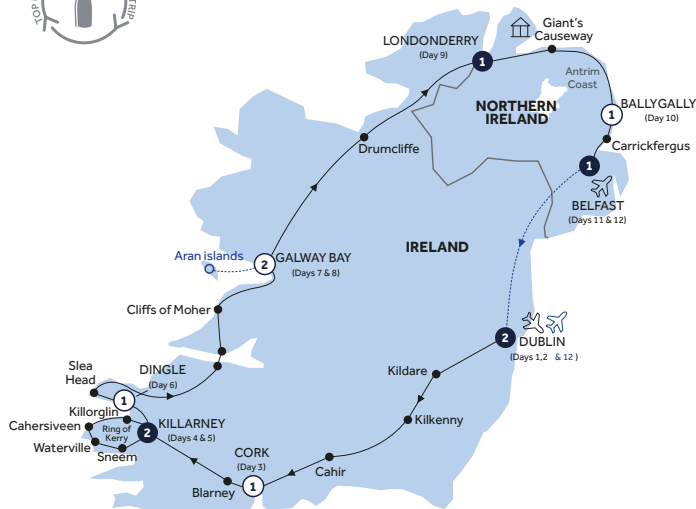 TOP
TRIP
Giant's
Causeway
LONDONDERRY
(Day 9)
1
Antrim
Coast
NORTHERN
IRELAND
BALLYGALLY
1
(Day 10)
Carrickfergus
Drumcliffe
1
BELFAST
(Days 11 & 12)
Aran islands
2
GALWAY BAY
(Days 7 & 8)
IRELAND
Cliffs of Moher
2
DUBLIN
(Days 1,2 & 12 )
Slea
Head
DINGLE
(Day 6)
1
Kildare
Killorglin
Cahersiveen
Ring of
Kerry
2
KILLARNEY
(Days 4 & 5)
Kilkenny
Waterville
Sneem
CORK
(Day 3)
Cahir
Blarney
1